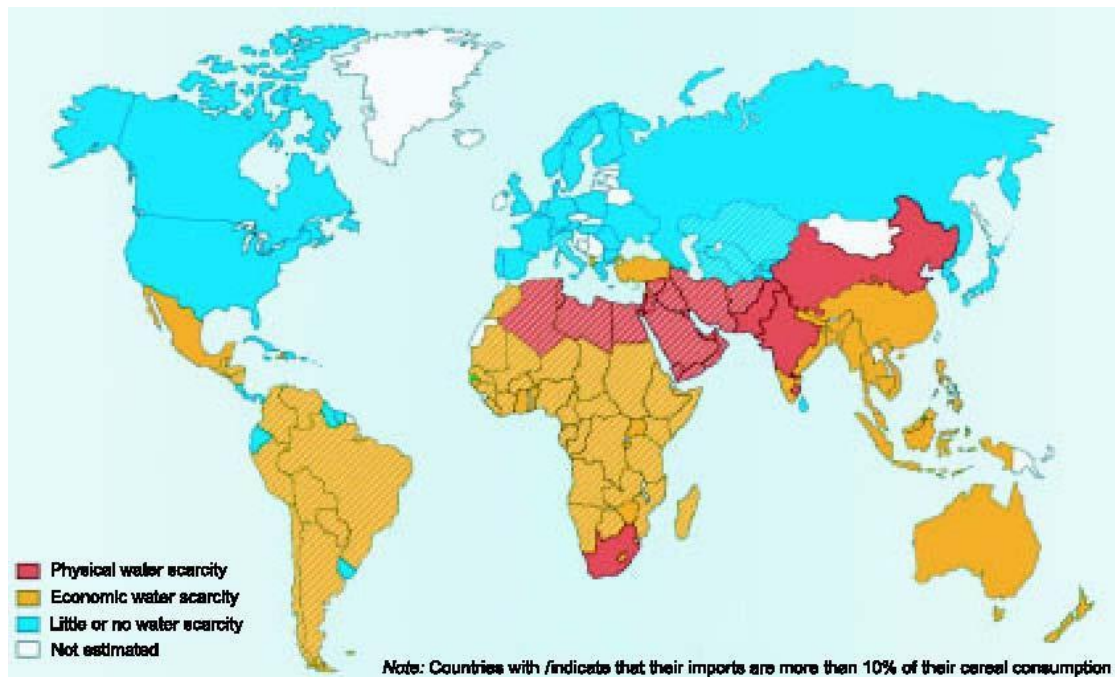 Physical water scarcity
Economic water scarcity
Little or no water scarcity
Not estimated
Note: Countries with /indicate that their imports are more than 10% of their cereal consumption